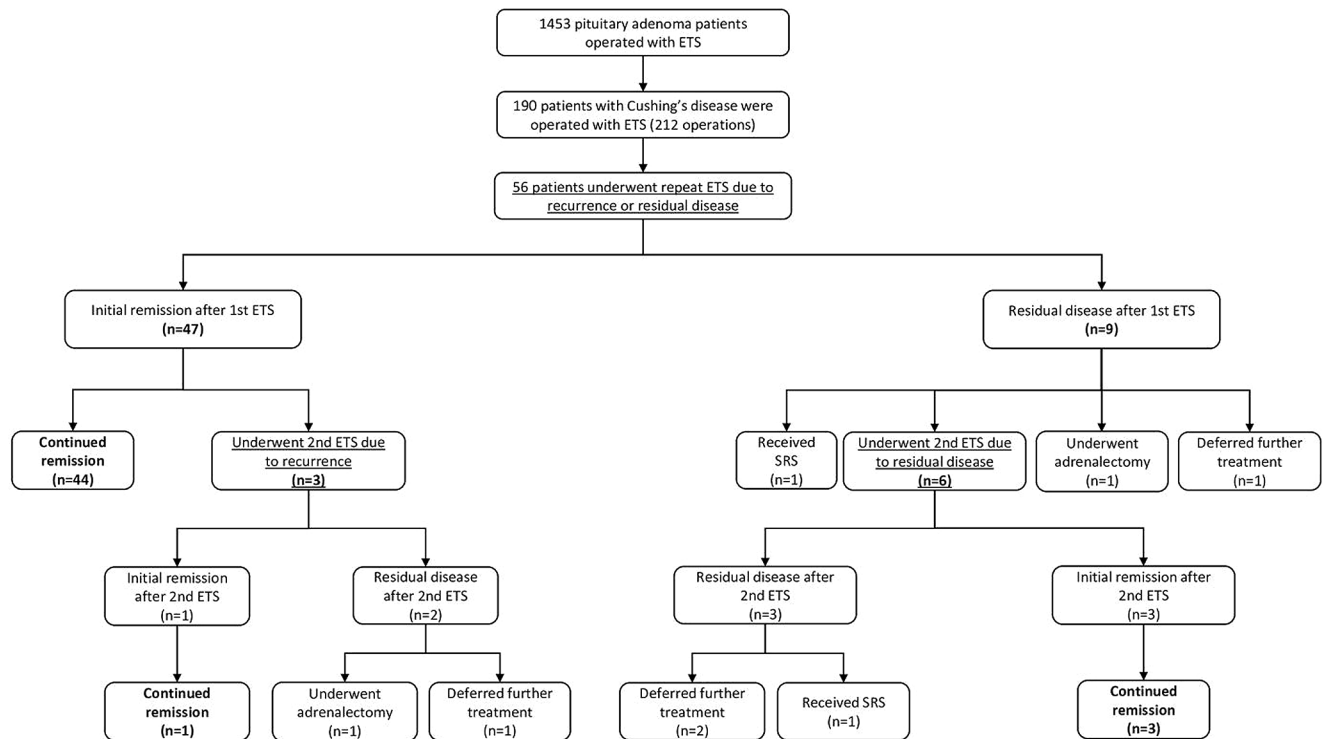 1453 pituitary adenoma patients
operated with ETS
190 patients with Cushing’s disease were
operated with ETS (212 operations)
56 patients underwent repeat ETS due to
recurrence or residual disease
Initial remission after 1st ETS
(n=47)
Residual disease after 1st ETS
(n=9)
Continued
remission
(n=44)
Underwent 2nd ETS due
to recurrence
(n=3)
Received
SRS
(n=1)
Underwent 2nd ETS due
to residual disease
(n=6)
Underwent
adrenalectomy
(n=1)
Deferred further
treatment
(n=1)
Initial remission
after 2nd ETS
(n=1)
Residual disease
after 2nd ETS
(n=2)
Residual disease after
2nd ETS
(n=3)
Initial remission after
2nd ETS
(n=3)
Continued
remission
(n=1)
Underwent
adrenalectomy
(n=1)
Deferred further
treatment
(n=1)
Deferred further
treatment
(n=2)
Received SRS
(n=1)
Continued
remission
(n=3)